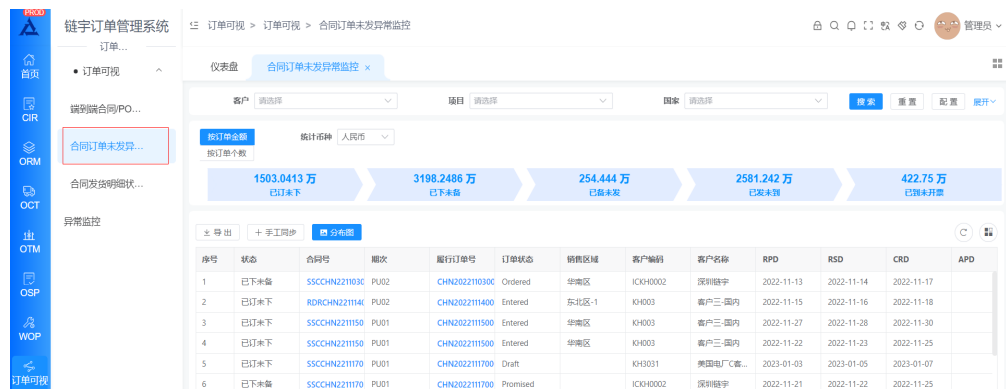 PROD
链宇订单管理系统
订单可视 > 订单可视 > 合同订单未发异常监控
管理员
首页
CIR
ORM
OCT
OTM
OSP
WOP
订单可视
订单...
订单可视
端到端合同/PO...
合同订单未发异...
合同发货明细状...
异常监控
仪表盘
合同订单未发异常监控 ×
客户 请选择 项目 请选择 国家 请选择 搜索 重置 配置 展开
按订单金额 统计币种 人民币
按订单个数
1503.0413 万 3198.2486 万 254.444 万 2581.242 万 422.75 万
已订未下 已下未备 已备未发 已发未到 已到未开票
导出 + 手工同步 分布图
序号 状态 合同号 期次 履行订单号 订单状态 销售区域 客户编码 客户名称 RPD RSD CRD APD
1 已下未备 SSCCHN2211030 PU02 CHN2022110300 Ordered 华南区 ICKH0002 深圳链宇 2022-11-13 2022-11-14 2022-11-17
2 已订未下 RDRCHN221114 PU02 CHN2022111400 Entered 东北区-1 KH003 客户三-国内 2022-11-15 2022-11-16 2022-11-18
3 已订未下 SSCCHN2211150 PU01 CHN2022111500 Entered 华南区 KH003 客户三-国内 2022-11-27 2022-11-28 2022-11-30
4 已订未下 SSCCHN2211150 PU01 CHN2022111500 Entered 华南区 KH003 客户三-国内 2022-11-22 2022-11-23 2022-11-25
5 已订未下 SSCCHN2211170 PU01 CHN2022111700 Draft KH3031 美国电厂C客... 2023-01-03 2023-01-05 2023-01-07
6 已下未备 SSCCHN2211170 PU02 CHN2022111700 Promised ICKH0002 深圳链宇 2022-11-21 2022-11-22 2022-11-25